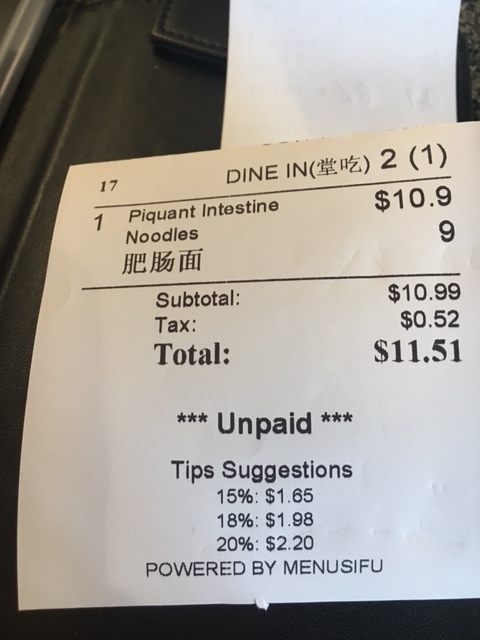 17 DINE IN(堂吃) 2 (1)
1 Piquant Intestine $10.9
Noodles 9
肥肠面
Subtotal: $10.99
Tax: $0.52
Total: $11.51
*** Unpaid ***
Tips Suggestions
15%: $1.65
18%: $1.98
20%: $2.20
POWERED BY MENUSIFU